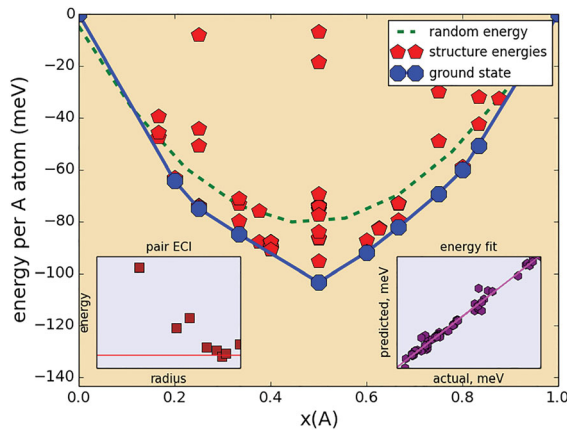 0
−20
−40
−60
−80
−100
−120
−140
energy per A atom (meV)
random energy
structure energies
ground state
pair ECI
energy
radius
energy fit
predicted, meV
actual, meV
0.0
0.2
0.4
0.6
0.8
1.0
x(A)